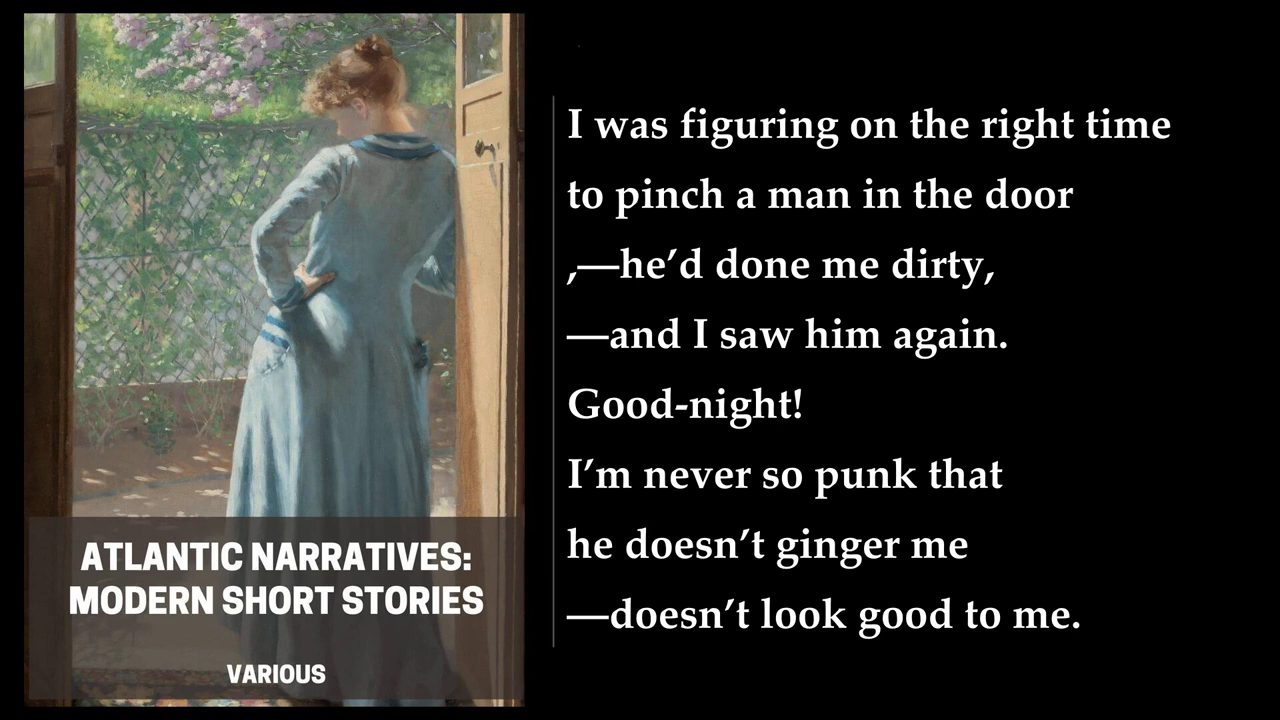 ATLANTIC NARRATIVES:
MODERN SHORT STORIES
VARIOUS
I was figuring on the right time
to pinch a man in the door
,—he’d done me dirty,
—and I saw him again.
Good-night!
I’m never so punk that
he doesn’t ginger me
—doesn’t look good to me.